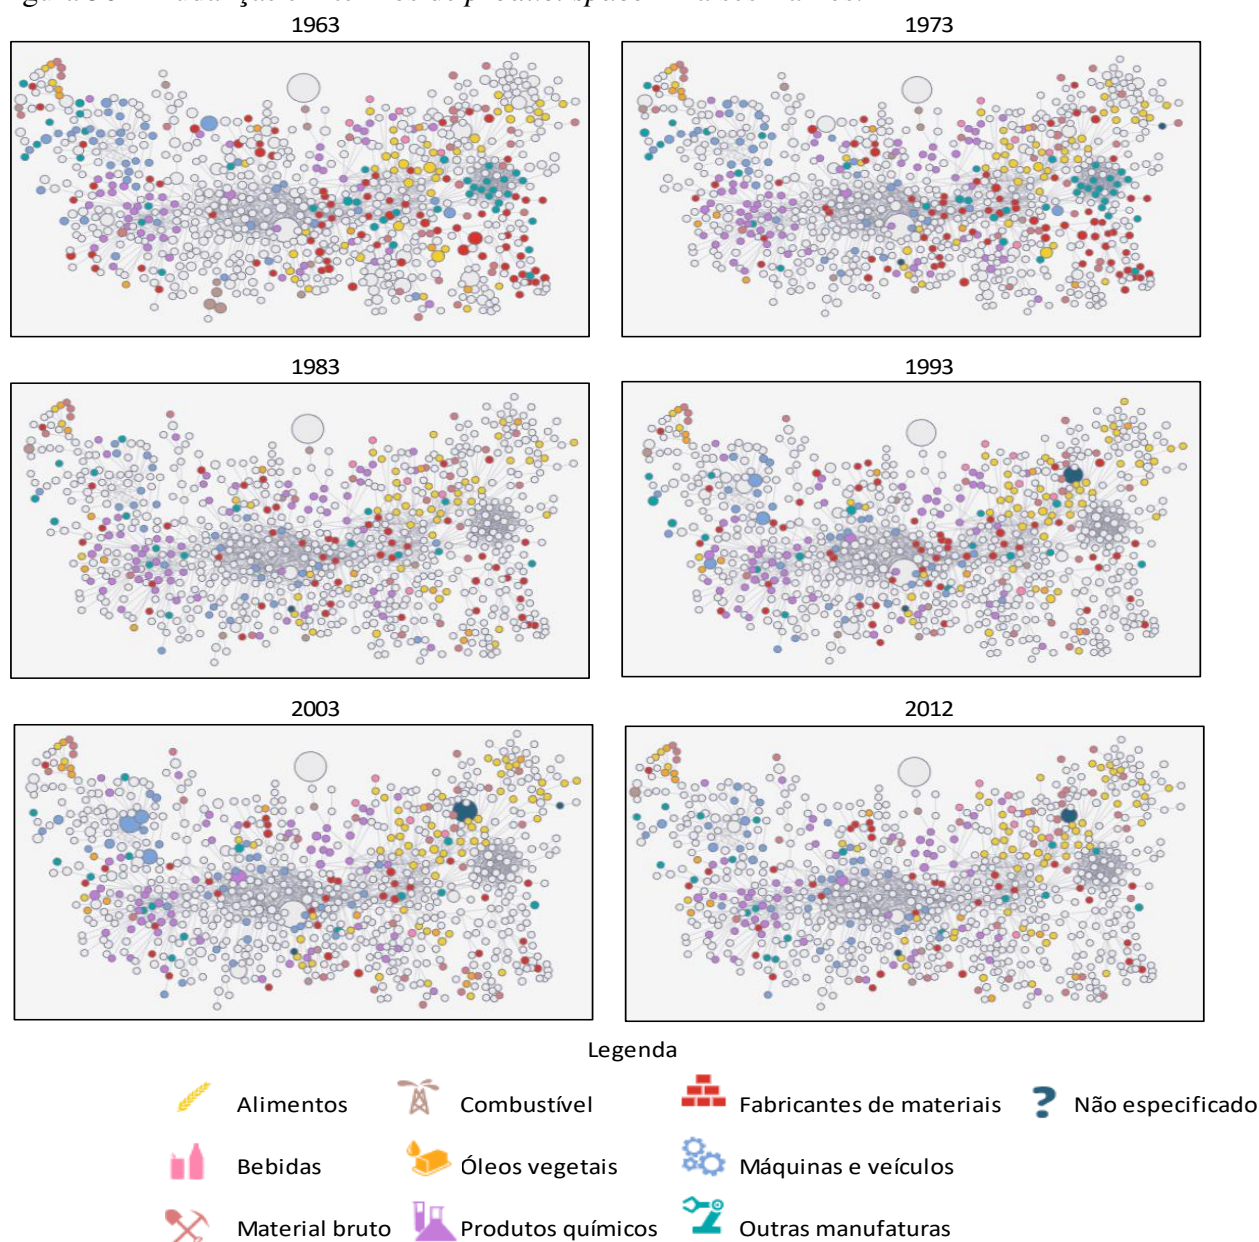 1963 1973
1983 1993
2003 2012
Legenda
Alimentos Combustível Fabricantes de materiais ? Não especificado
Bebidas Óleos vegetais Máquinas e veículos
Material bruto Produtos químicos Outras manufaturas